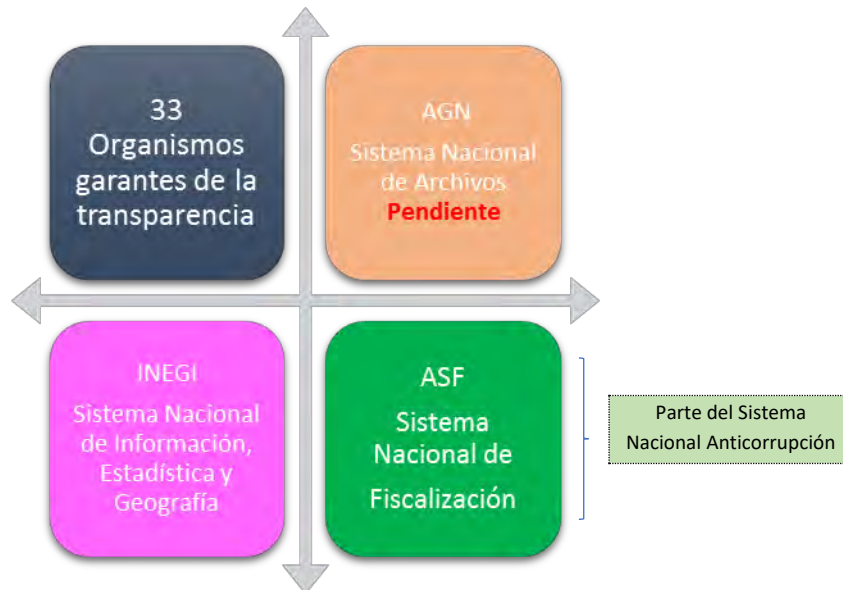 33
Organismos
garantes de la
transparencia
AGN
Sistema Nacional
de Archivos
Pendiente
INEGI
Sistema Nacional
de Información,
Estadística y
Geografía
ASF
Sistema
Nacional de
Fiscalización
Parte del Sistema
Nacional Anticorrupción